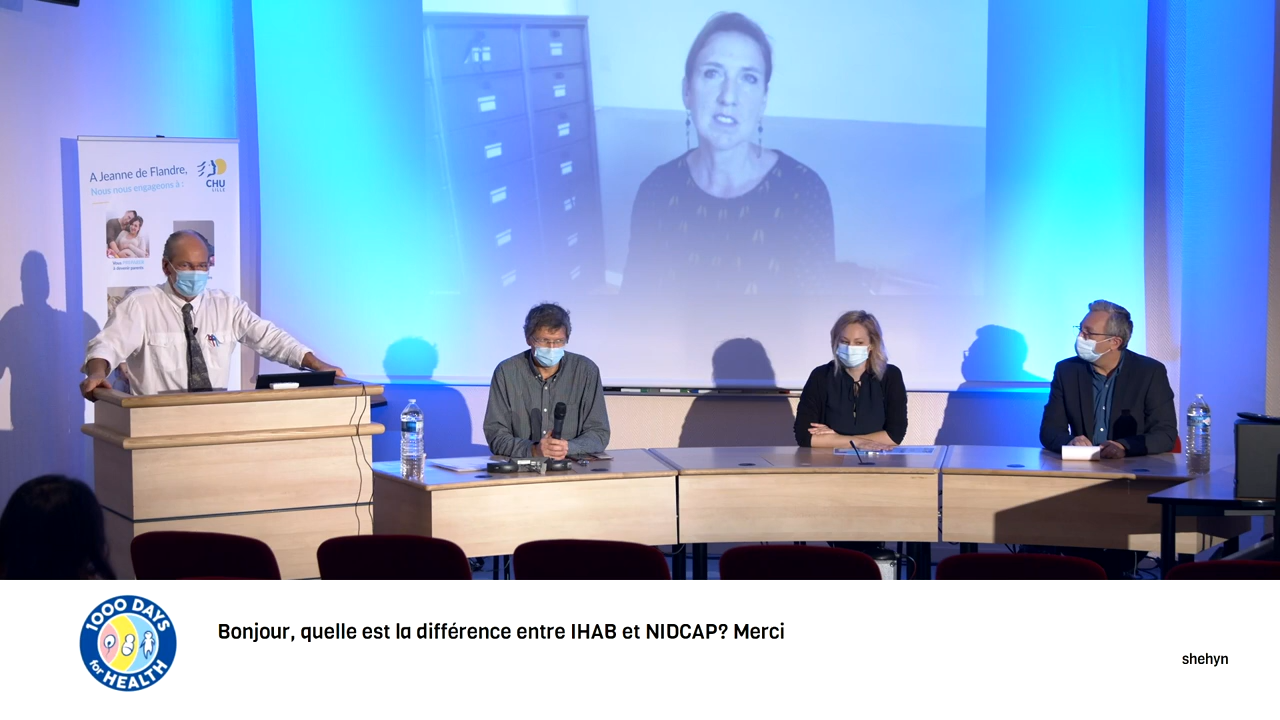 A Jeanne de Flandre,
Nous nous engageons à :
CHU
LILLE
1000 DAYS
for HEALTH
Bonjour, quelle est la différence entre IHAB et NIDCAP? Merci
shehyn